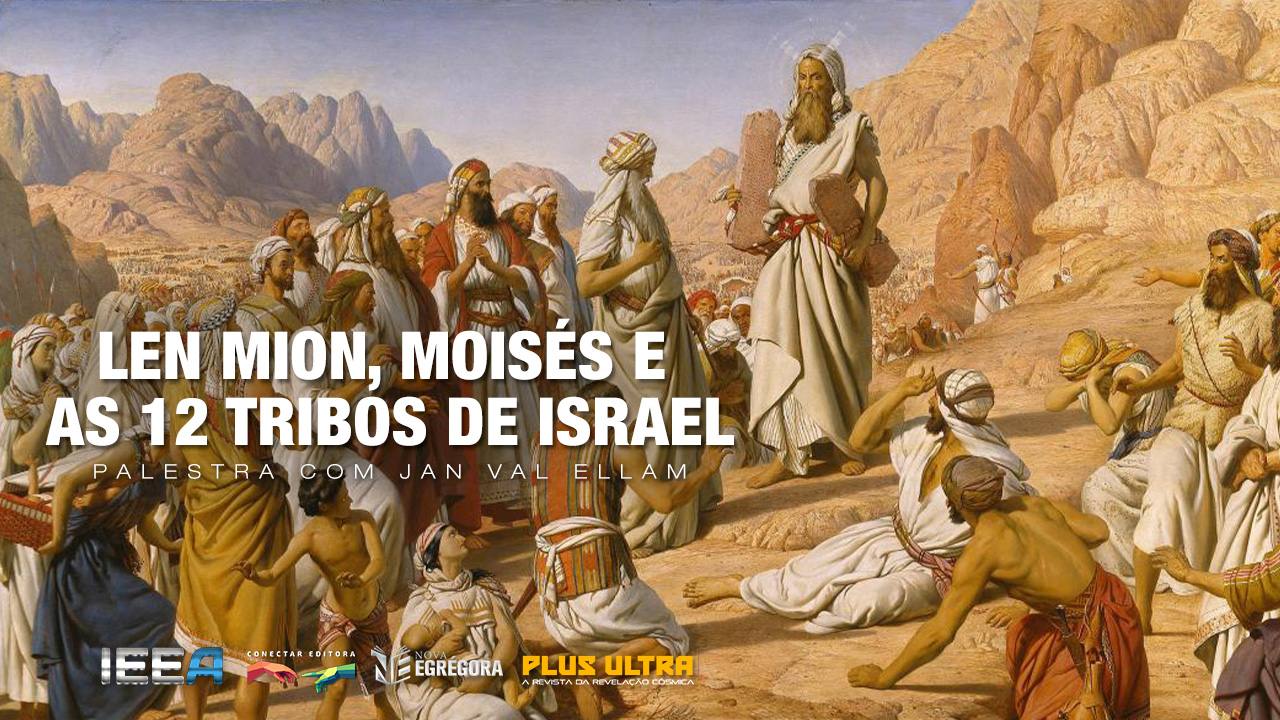 LEN MION, MOISÉS E
AS 12 TRIBOS DE ISRAEL
PALESTRA COM JAN VAL ELLAM
IEEA
CONECTAR EDITORA
NOVA
EGRÉGORA
PLUS ULTRA
A REVISTA DA REVELAÇÃO CÓSMICA